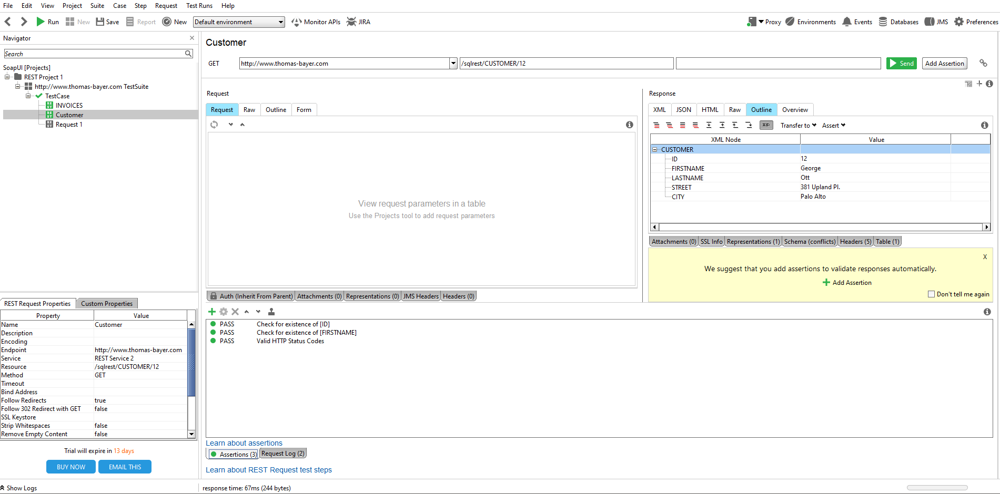 File Edit View Project Suite Case Step Request Test Runs Help
Run New Save Report New Default environment Monitor APIs JIRA Proxy Environments Events Databases JMS Preferences
Navigator
Search
SoapUI [Projects]
REST Project 1
http://www.thomas-bayer.com TestSuite
TestCase
INVOICES
Customer
Request 1
REST Request Properties Custom Properties
Property Value
Name Customer
Description
Encoding
Endpoint http://www.thomas-bayer.com
Service REST Service 2
Resource /sqlrest/CUSTOMER/12
Method GET
Timeout
Bind Address
Follow Redirects true
Follow 302 Redirect with GET false
SSL Keystore
Strip Whitespaces false
Remove Empty Content false
Trial will expire in 13 days
BUY NOW EMAIL THIS
Customer
GET http://www.thomas-bayer.com /sqlrest/CUSTOMER/12 Send Add Assertion
Request
Request Raw Outline Form
View request parameters in a table
Use the Projects tool to add request parameters
Auth (Inherit From Parent) Attachments (0) Representations (0) JMS Headers Headers (0)
Response
XML JSON HTML Raw Outline Overview
XS: Transfer to Assert
XML Node Value
CUSTOMER
ID 12
FIRSTNAME George
LASTNAME Ott
STREET 381 Upland Pl.
CITY Palo Alto
Attachments (0) SSL Info Representations (1) Schema (conflicts) Headers (5) Table (1)
X
We suggest that you add assertions to validate responses automatically.
Add Assertion
Don't tell me again
PASS Check for existence of [ID]
PASS Check for existence of [FIRSTNAME]
PASS Valid HTTP Status Codes
Learn about assertions
Assertions (3) Request Log (2)
Learn about REST Request test steps
Show Logs response time: 67ms (244 bytes)